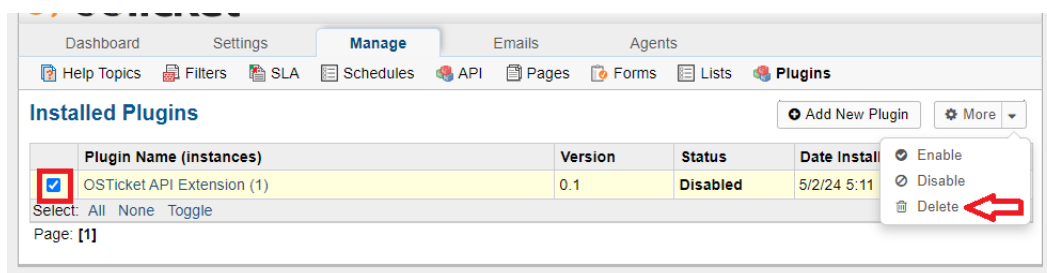 Dashboard Settings Manage Emails Agents
Help Topics Filters SLA Schedules API Pages Forms Lists Plugins
Installed Plugins
Add New Plugin More
Plugin Name (instances) Version Status Date Install
Enable
OSTicket API Extension (1) 0.1 Disabled 5/2/24 5:11
Disable
Select: All None Toggle
Delete
Page: [1]